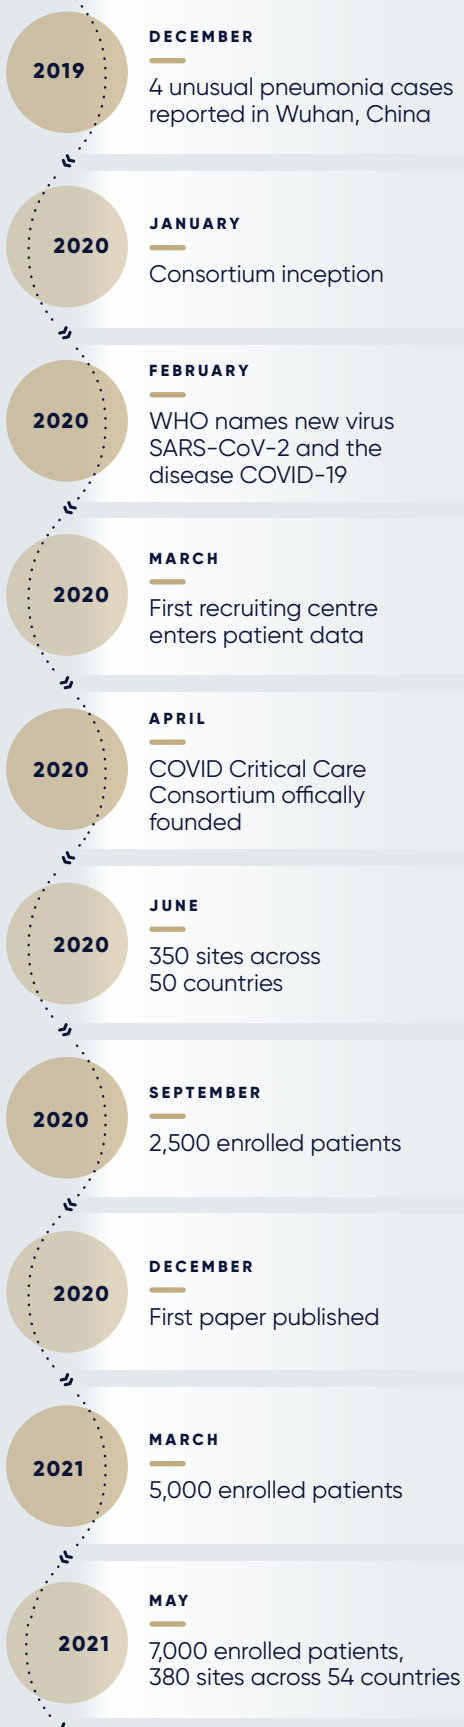 2019
DECEMBER
4 unusual pneumonia cases
reported in Wuhan, China
2020
JANUARY
Consortium inception
2020
FEBRUARY
WHO names new virus
SARS-CoV-2 and the
disease COVID-19
2020
MARCH
First recruiting centre
enters patient data
2020
APRIL
COVID Critical Care
Consortium offically
founded
2020
JUNE
350 sites across
50 countries
2020
SEPTEMBER
2,500 enrolled patients
2020
DECEMBER
First paper published
2021
MARCH
5,000 enrolled patients
2021
MAY
7,000 enrolled patients,
380 sites across 54 countries